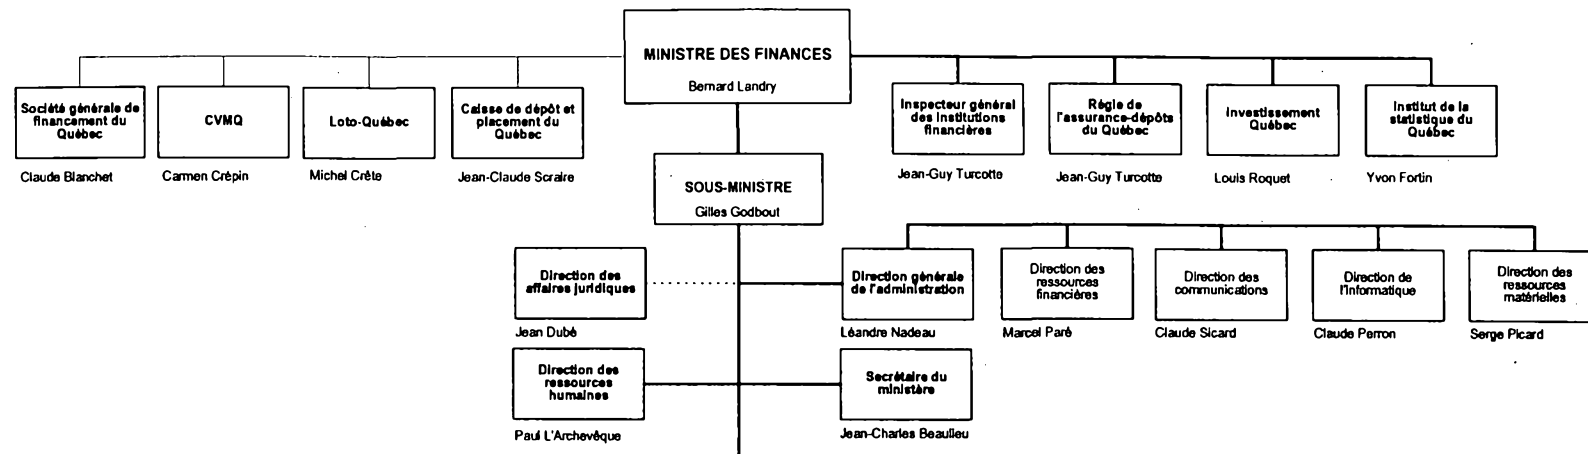 MINISTRE DES FINANCES
Bernard Landry
Société générale de
financement du
Québec
Claude Blanchet
CVMQ
Carmen Crépin
Loto-Québec
Michel Crête
Caisse de dépôt et
placement du
Québec
Jean-Claude Scraire
Inspecteur général
des institutions
financières
Jean-Guy Turcotte
Régie de
l'assurance-dépôts
du Québec
Jean-Guy Turcotte
Investissement
Québec
Louis Roquet
Institut de la
statistique du
Québec
Yvon Fortin
SOUS-MINISTRE
Gilles Godbout
Direction des
affaires juridiques
Jean Dubé
Direction générale
de l'administration
Léandre Nadeau
Direction des
ressources
financières
Marcel Paré
Direction des
communications
Claude Sicard
Direction de
l'informatique
Claude Perron
Direction des
ressources
matérielles
Serge Picard
Direction des
ressources
humaines
Paul L'Archevêque
Secrétaire du
ministère
Jean-Charles Beaulieu